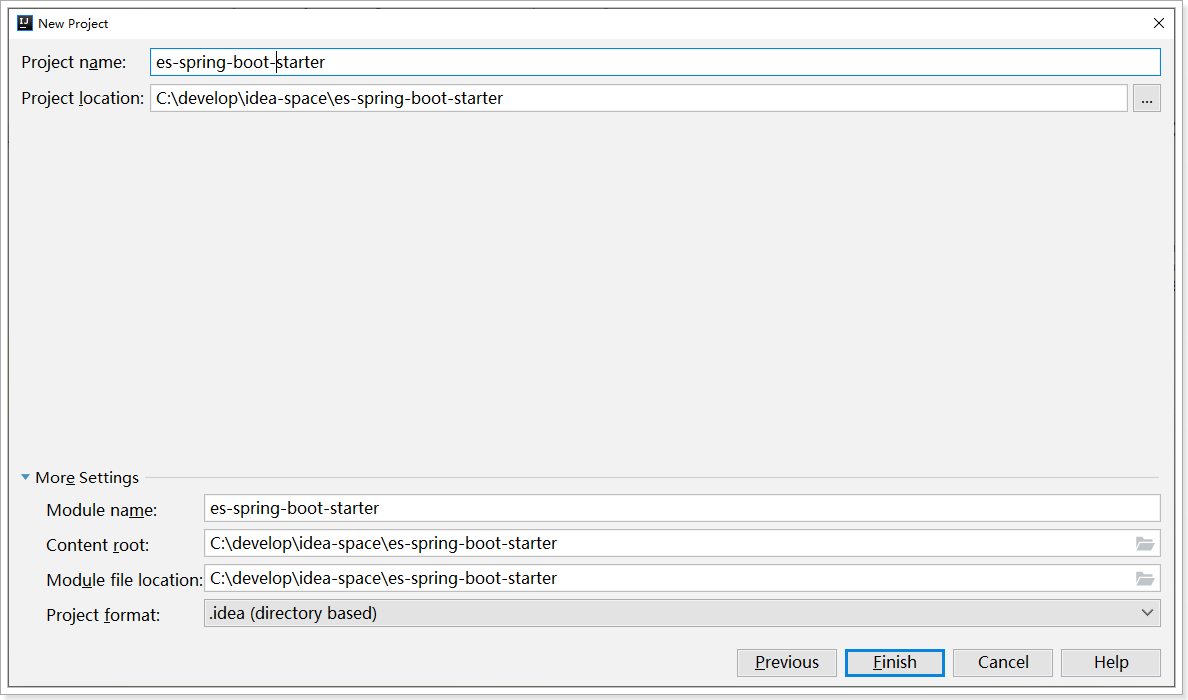 New Project
Project name: es-spring-boot-starter
Project location: C:\develop\idea-space\es-spring-boot-starter ...
More Settings
Module name: es-spring-boot-starter
Content root: C:\develop\idea-space\es-spring-boot-starter
Module file location: C:\develop\idea-space\es-spring-boot-starter
Project format: .idea (directory based)
Previous Finish Cancel Help